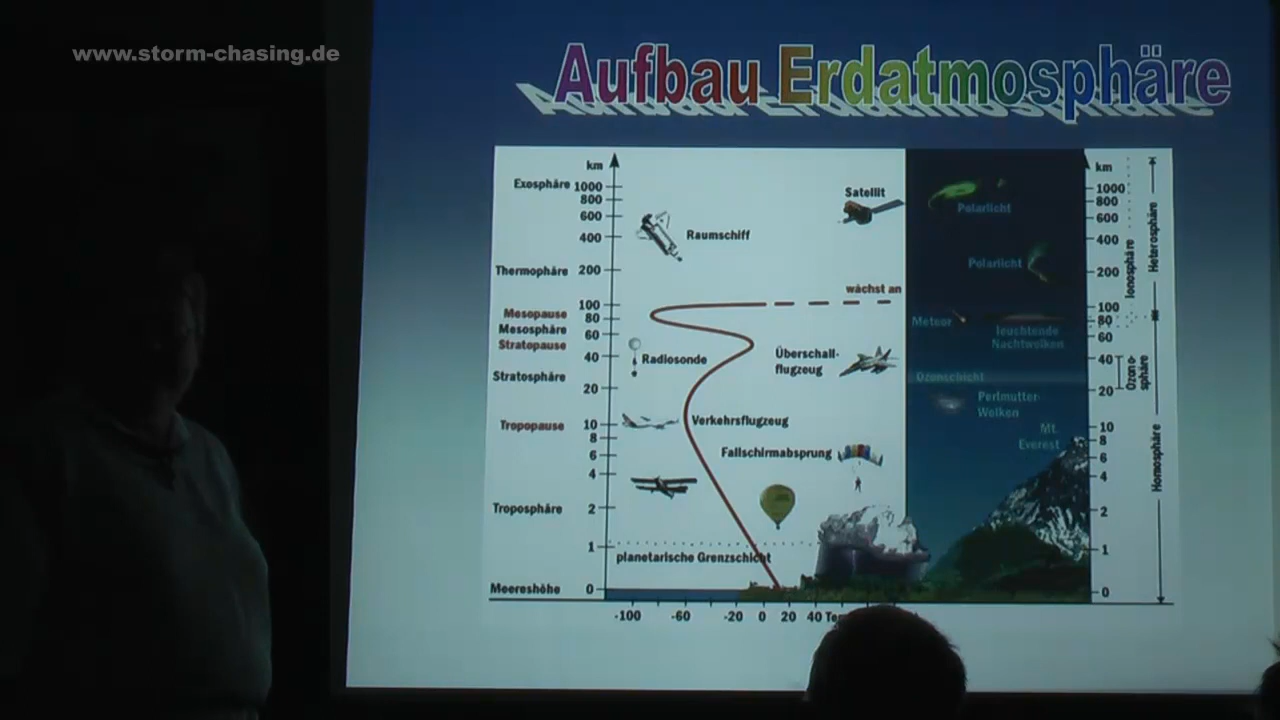 www.storm-chasing.de
Aufbau Erdatmosphäre
km
km
Exosphäre
1000
Satellit
1000
800
800
Polarlicht
600
600
Raumschiff
400
400
Heterosphäre
Ionosphäre
Polarlicht
Thermophäre
200
200
wächst an
100
100
Mesopause
80
Meteor
80
Mesosphäre
60
leuchtende
Nachtwolken
60
Stratopause
40
Radiosonde
Überschall-
flugzeug
40
Ozono-
sphäre
Stratosphäre
Ozonschicht
20
20
Perlmutter-
Wolken
Tropopause
10
Verkehrsflugzeug
10
Mt.
Everest
8
8
Fallschirmabsprung
6
6
Homosphäre
4
4
Troposphäre
2
2
1
1
planetarische Grenzschicht
Meereshöhe
0
0
-100
-60
-20
0
20
40